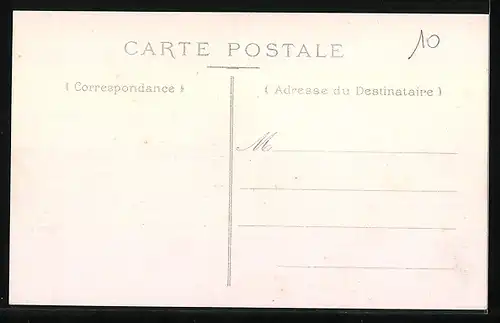 CARTE POSTALE
10
( Correspondance )
( Adresse du Destinataire )
M